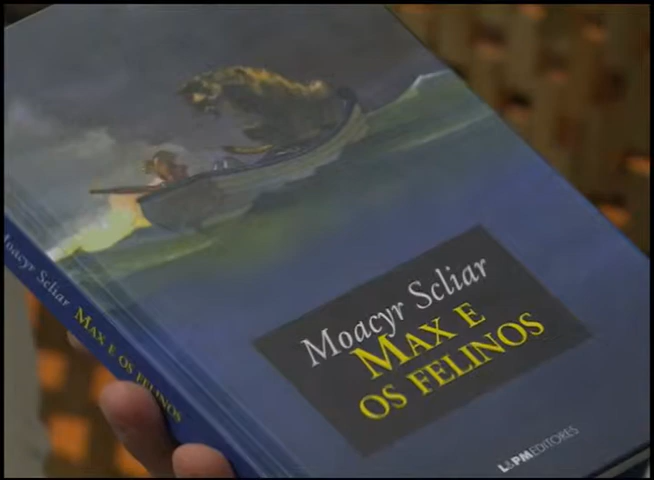 Moacyr Scliar
MAX E
OS FELINOS
L&PM EDITORES
Moacyr Scliar MAX E OS FELINOS